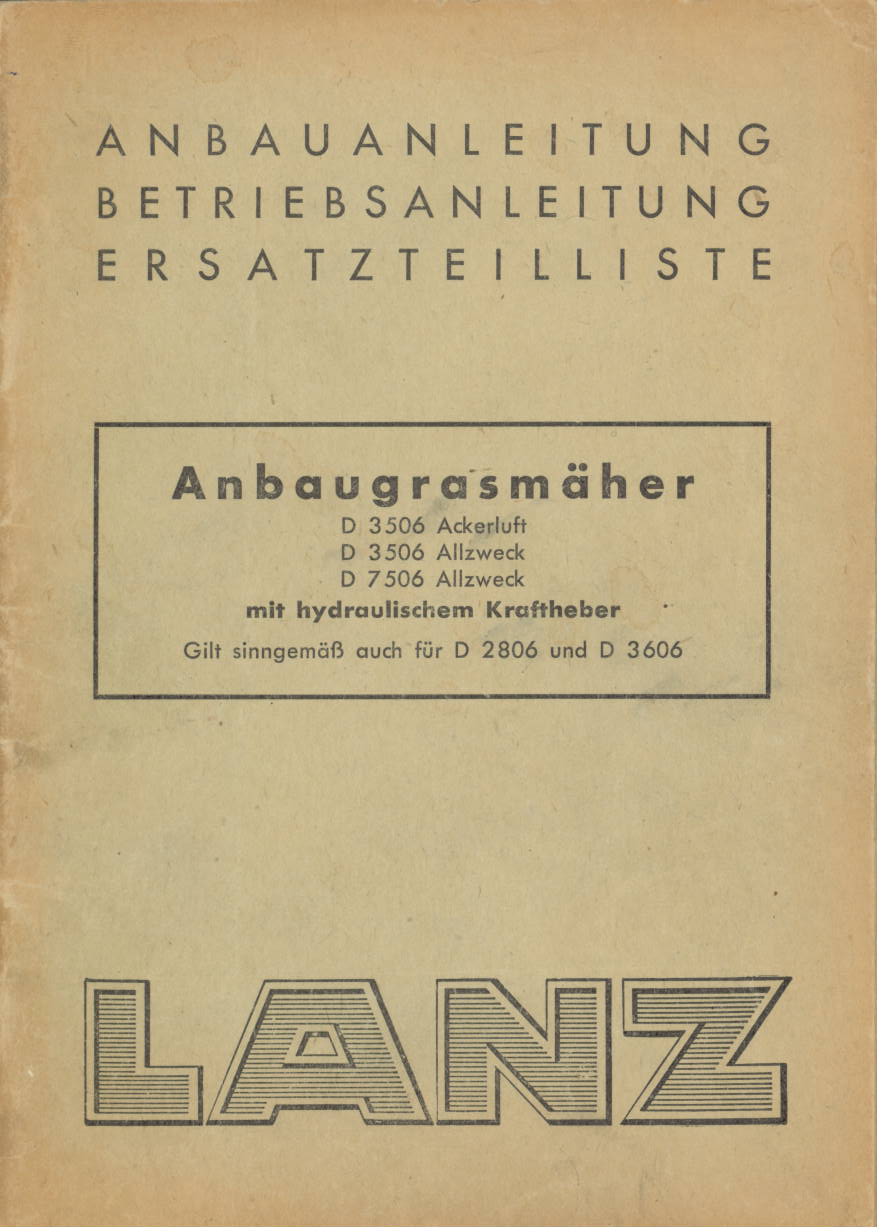 ANBAUANLEITUNG
BETRIEBSANLEITUNG
ERSATZTEILLISTE
Anbaugrasmäher
D 3506 Ackerluft
D 3506 Allzweck
D 7506 Allzweck
mit hydraulischem Kraftheber
Gilt sinngemäß auch für D 2806 und D 3606
LANZ